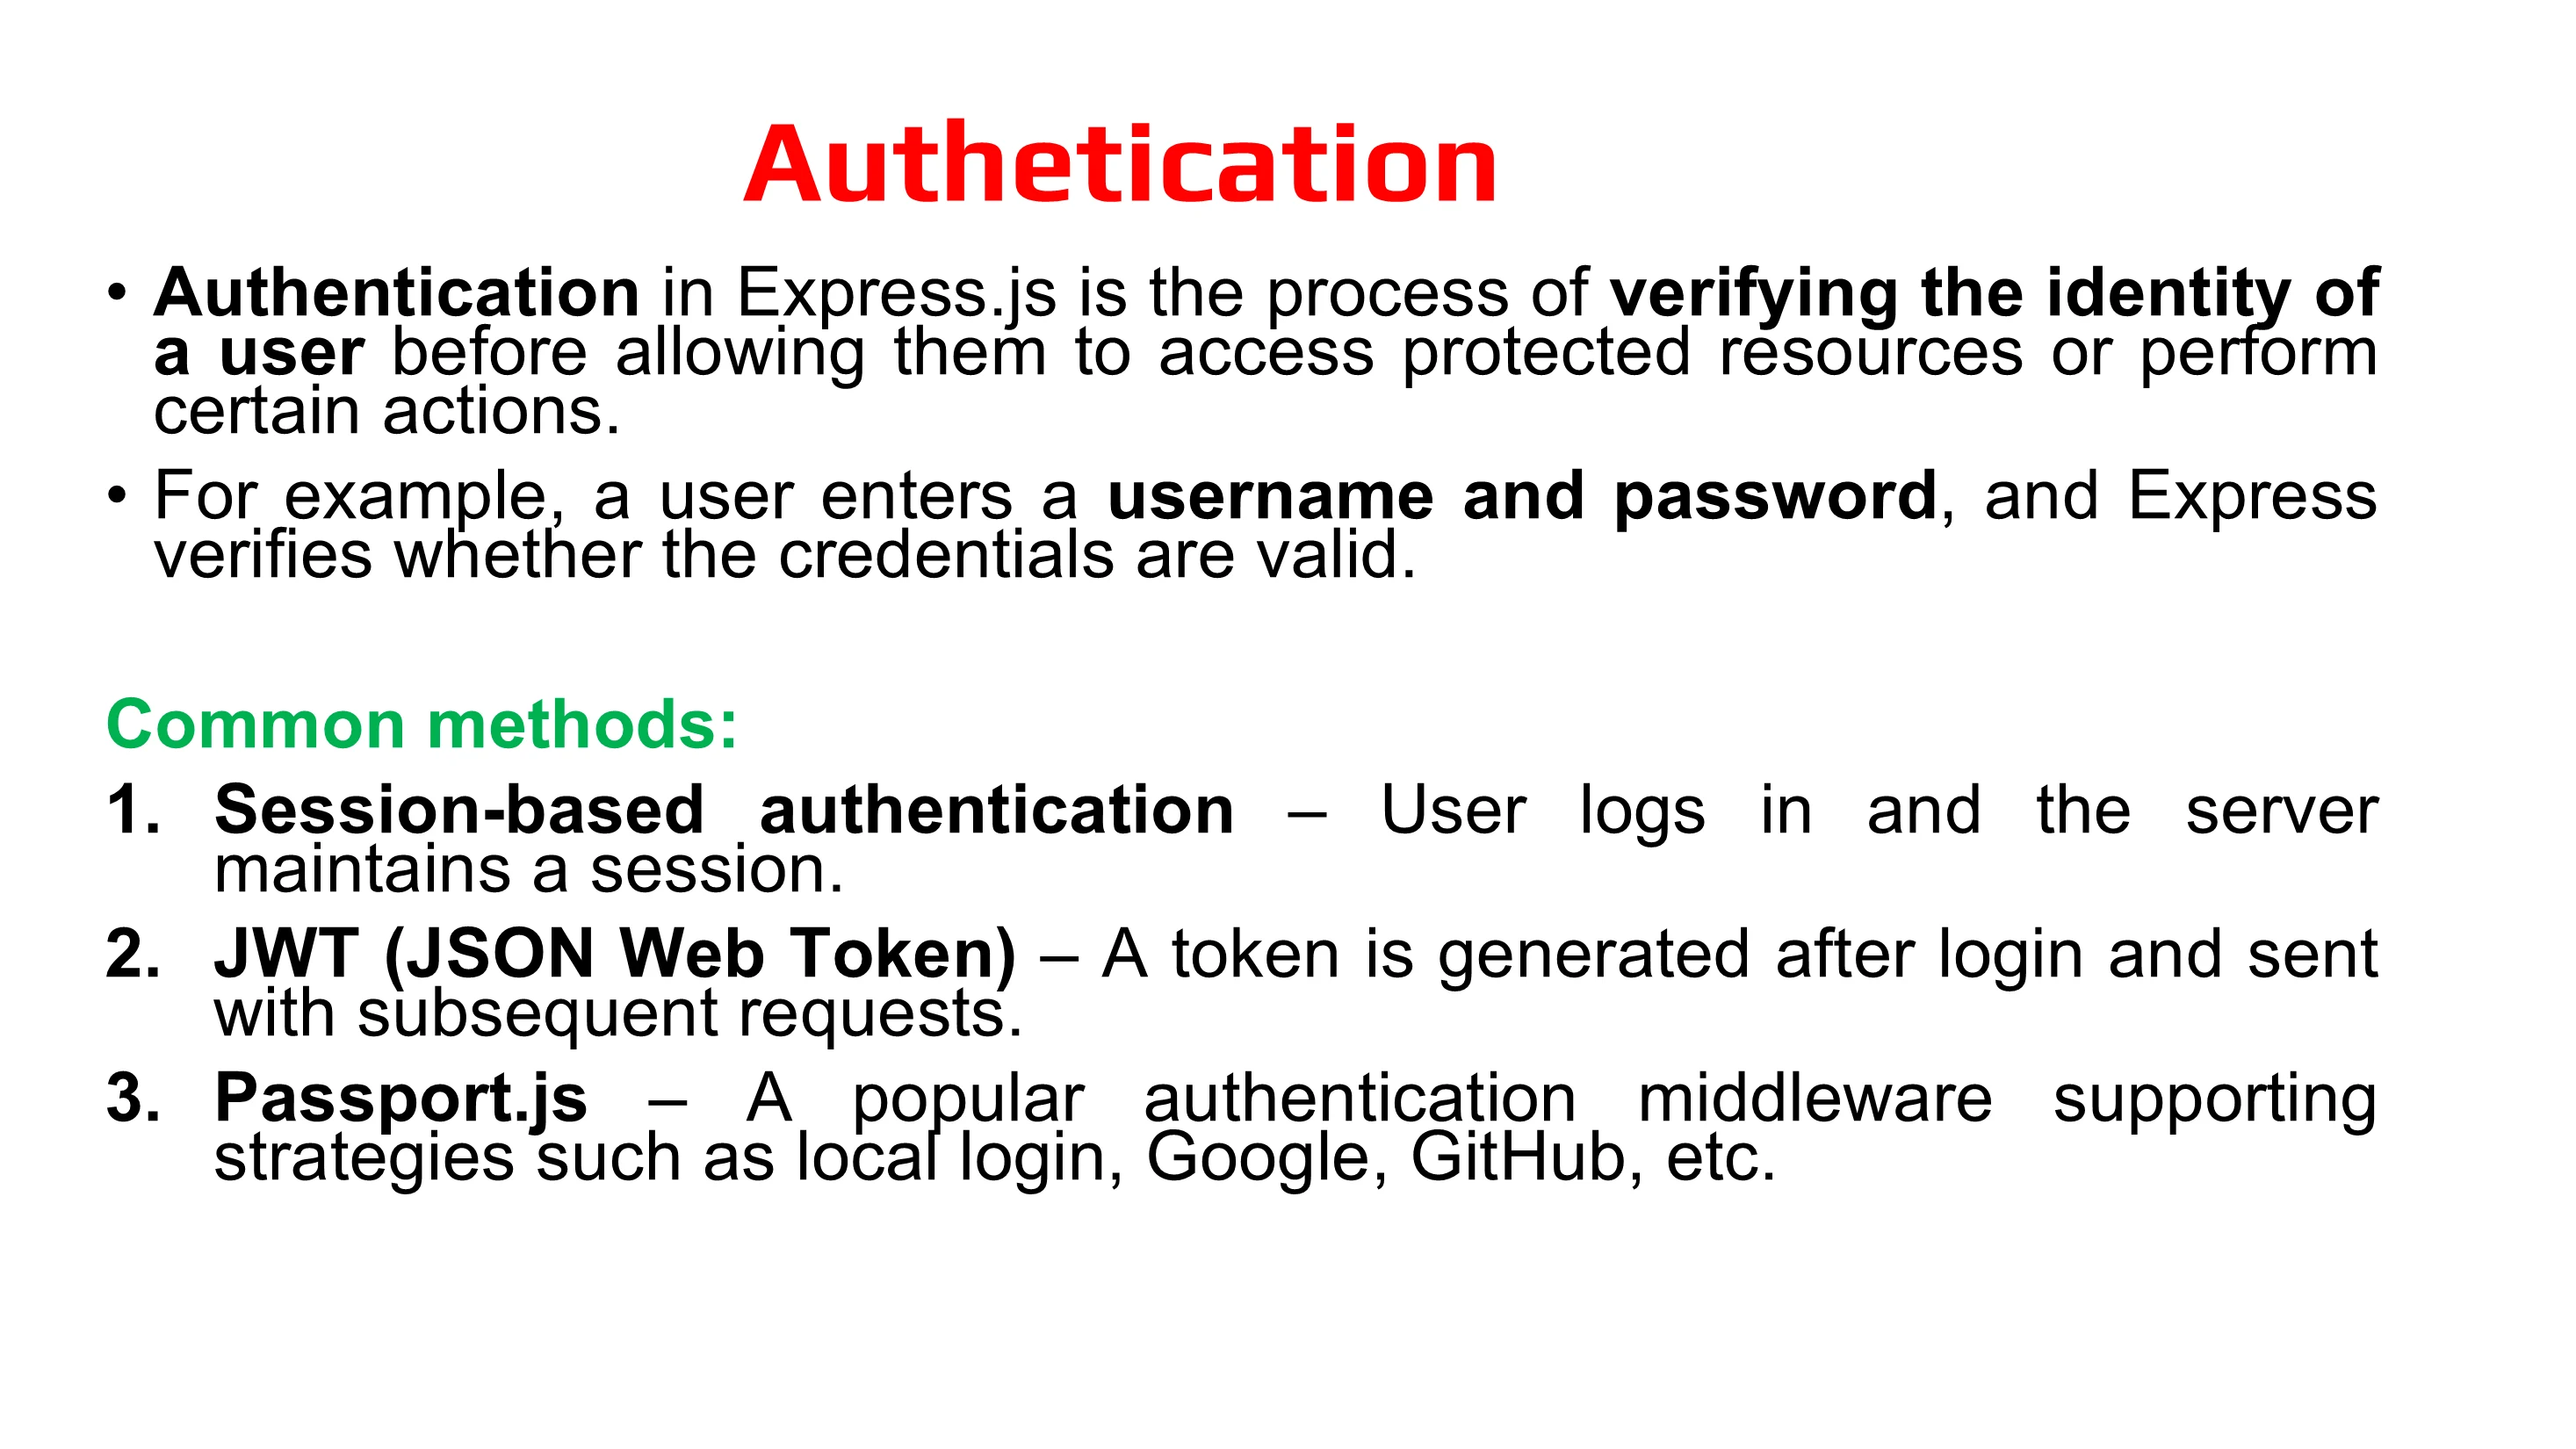 Authetication
• Authentication in Express.js is the process of verifying the identity of
a user before allowing them to access protected resources or perform
certain actions.
• For example, a user enters a username and password, and Express
verifies whether the credentials are valid.
Common methods:
1. Session-based authentication – User logs in and the server
maintains a session.
2. JWT (JSON Web Token) – A token is generated after login and sent
with subsequent requests.
3. Passport.js – A popular authentication middleware supporting
strategies such as local login, Google, GitHub, etc.